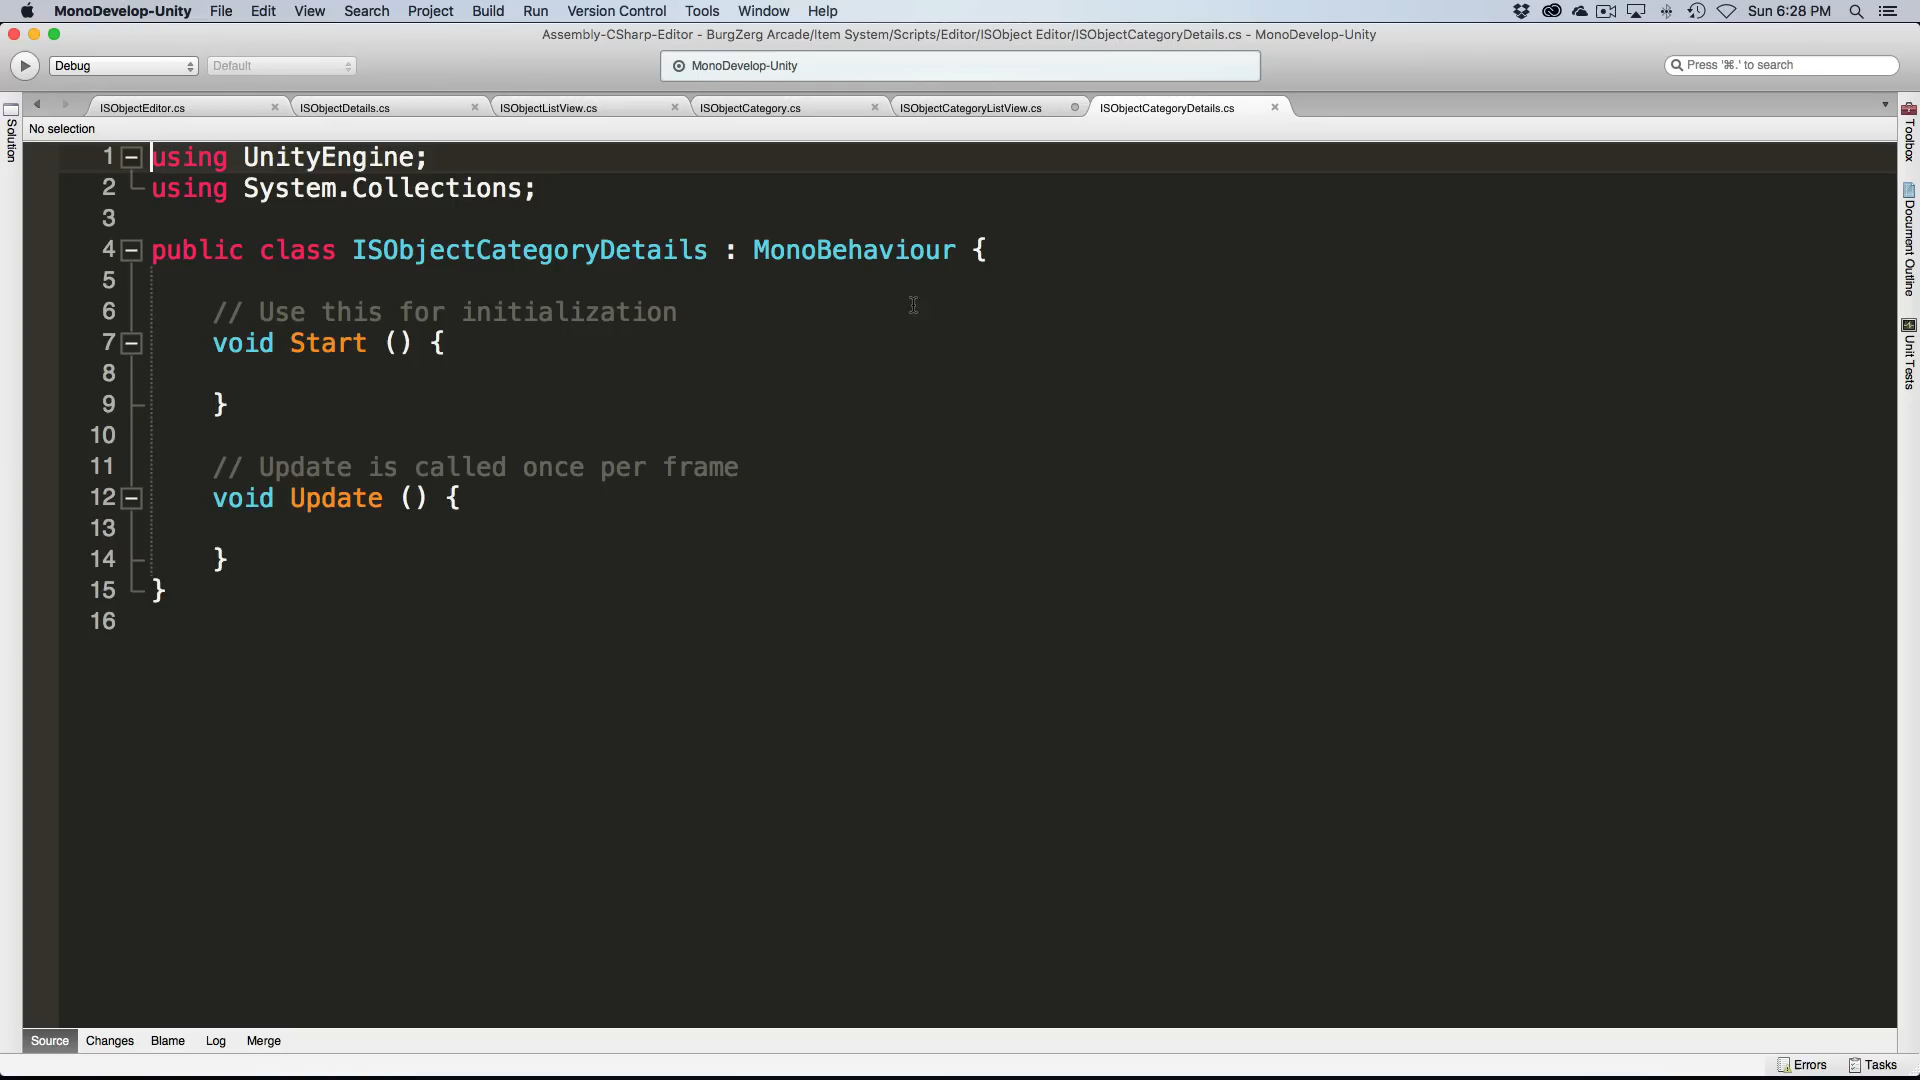 MonoDevelop-Unity File Edit View Search Project Build Run Version Control Tools Window Help Sun 6:28 PM
Assembly-CSharp-Editor - BurgZerg Arcade/Item System/Scripts/Editor/ISObject Editor/ISObjectCategoryDetails.cs - MonoDevelop-Unity
Debug Default MonoDevelop-Unity Press '⌘.' to search
ISObjectEditor.cs ISObjectDetails.cs ISObjectListView.cs ISObjectCategory.cs ISObjectCategoryListView.cs ISObjectCategoryDetails.cs
No selection
Solution
Toolbox
Document Outline
Unit Tests
1 using UnityEngine;
2 using System.Collections;
3
4 public class ISObjectCategoryDetails : MonoBehaviour {
5
6 // Use this for initialization
7 void Start () {
8
9 }
10
11 // Update is called once per frame
12 void Update () {
13
14 }
15 }
16
Source Changes Blame Log Merge
Errors Tasks